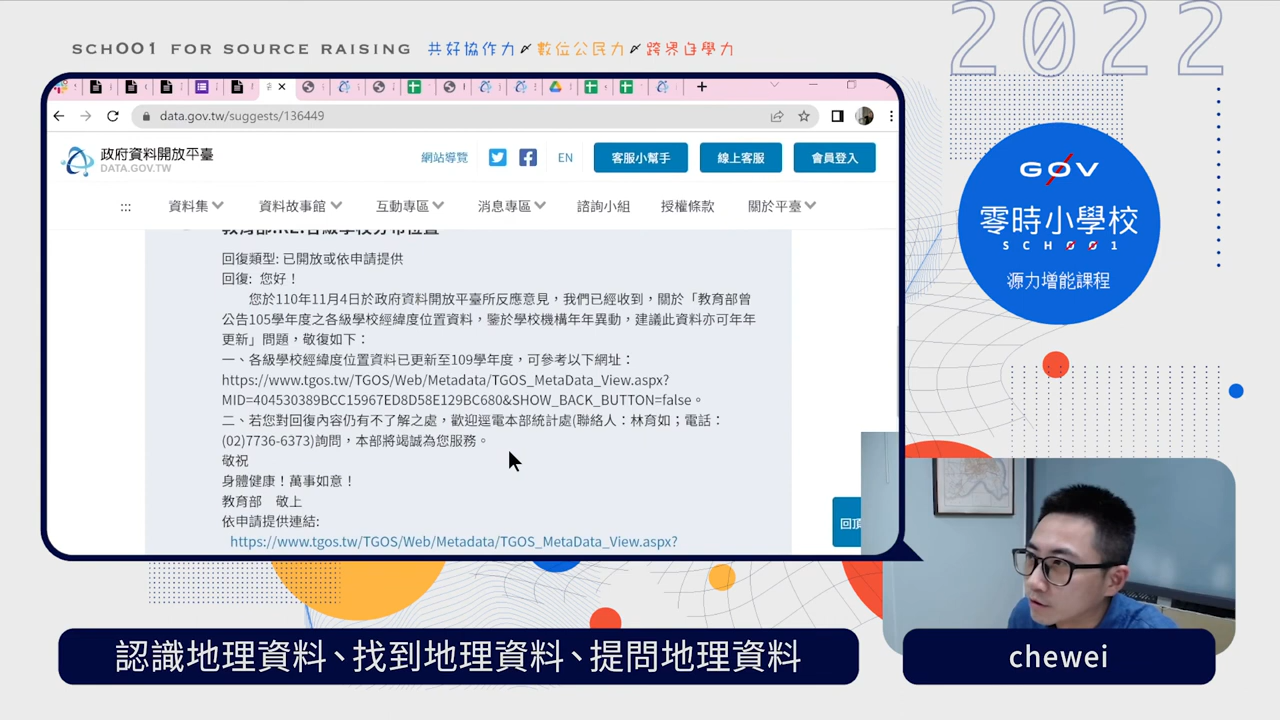 2022
SCHOO1 FOR SOURCE RAISING 共好協作力 數位公民力 跨界自學力
data.gov.tw/suggests/136449
政府資料開放平臺
DATA.GOV.TW
網站導覽 EN 客服小幫手 線上客服 會員登入
資料集 資料故事館 互動專區 消息專區 諮詢小組 授權條款 關於平臺
教育部:RE:各級學校分布位置
回復類型: 已開放或依申請提供
回復: 您好！
您於110年11月4日於政府資料開放平臺所反應意見，我們已經收到，關於「教育部曾
公告105學年度之各級學校經緯度位置資料，鑒於學校機構年年異動，建議此資料亦可年年
更新」問題，敬復如下：
一、各級學校經緯度位置資料已更新至109學年度，可參考以下網址：
https://www.tgos.tw/TGOS/Web/Metadata/TGOS_MetaData_View.aspx?
MID=404530389BCC15967ED8D58E129BC680&SHOW_BACK_BUTTON=false。
二、若您對回復內容仍有不了解之處，歡迎逕電本部統計處(聯絡人：林育如；電話：
(02)7736-6373)詢問，本部將竭誠為您服務。
敬祝
身體健康！萬事如意！
教育部 敬上
依申請提供連結:
https://www.tgos.tw/TGOS/Web/Metadata/TGOS_MetaData_View.aspx?
回頂
G0V
零時小學校
SCH001
源力增能課程
認識地理資料、找到地理資料、提問地理資料
chewei